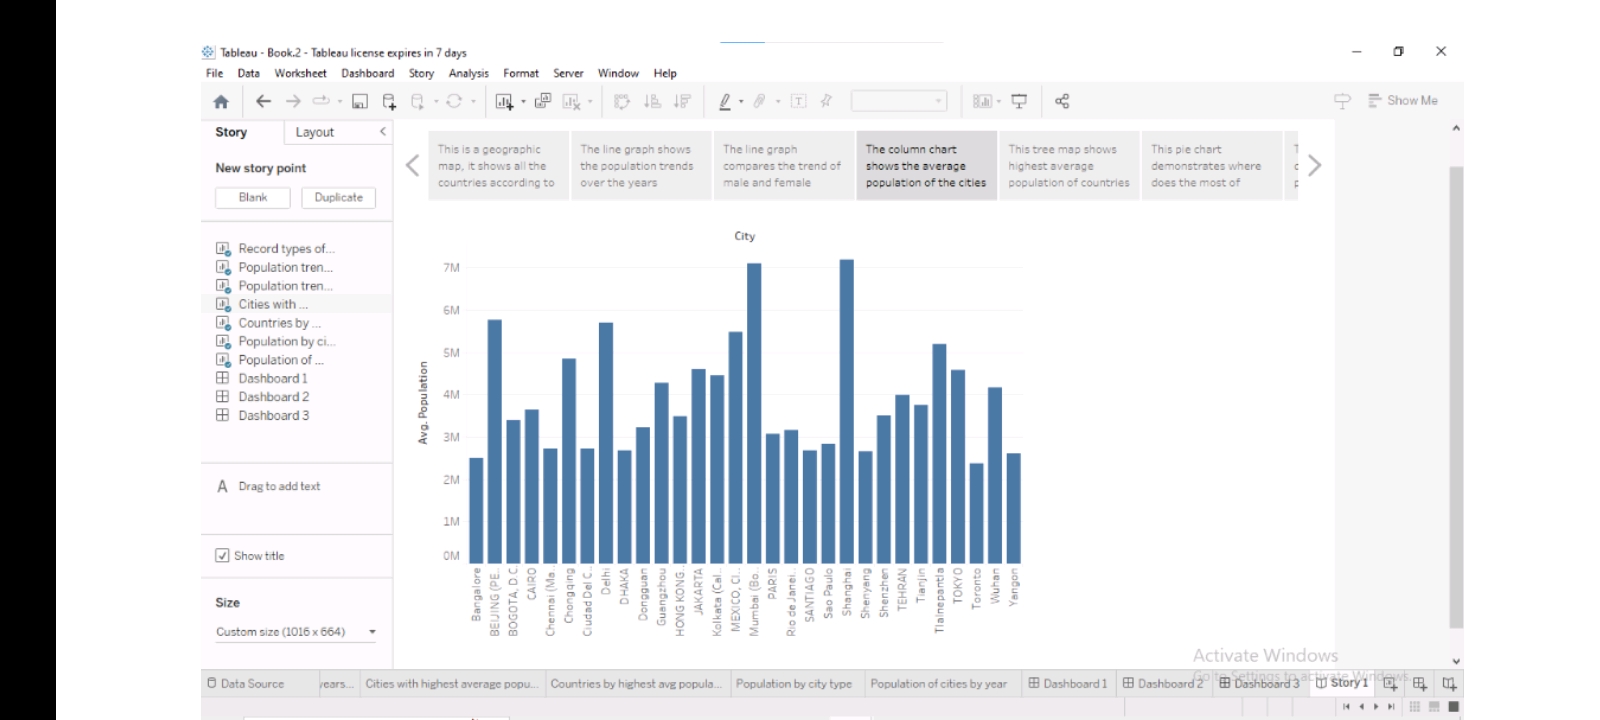 Tableau - Book.2 - Tableau license expires in 7 days
File Data Worksheet Dashboard Story Analysis Format Server Window Help
Show Me
Story Layout
New story point
Blank Duplicate
Record types of...
Population tren...
Population tren...
Cities with ...
Countries by ...
Population by ci...
Population of ...
Dashboard 1
Dashboard 2
Dashboard 3
A Drag to add text
Show title
Size
Custom size (1016 x 664)
This is a geographic
map, it shows all the
countries according to
The line graph shows
the population trends
over the years
The line graph
compares the trend of
male and female
The column chart
shows the average
population of the cities
This tree map shows
highest average
population of countries
This pie chart
demonstrates where
does the most of
City
Avg. Population
7M
6M
5M
4M
3M
2M
1M
0M
Bangalore
BEIJING (PE..
BOGOTA, D.C.
CAIRO
Chennai (Ma..
Chongqing
Ciudad Del C..
Delhi
DHAKA
Dongguan
Guangzhou
HONG KONG..
JAKARTA
Kolkata (Cal..
MEXICO, CI..
Mumbai (Bo..
PARIS
Rio de Janei..
SANTIAGO
Sao Paulo
Shanghai
Shenyang
Shenzhen
TEHRAN
Tianjin
Tlalnepantla
TOKYO
Toronto
Wuhan
Yangon
Activate Windows
Go to Settings to activate Windows.
Data Source years... Cities with highest average popu... Countries by highest avg popula... Population by city type Population of cities by year Dashboard 1 Dashboard 2 Dashboard 3 Story 1